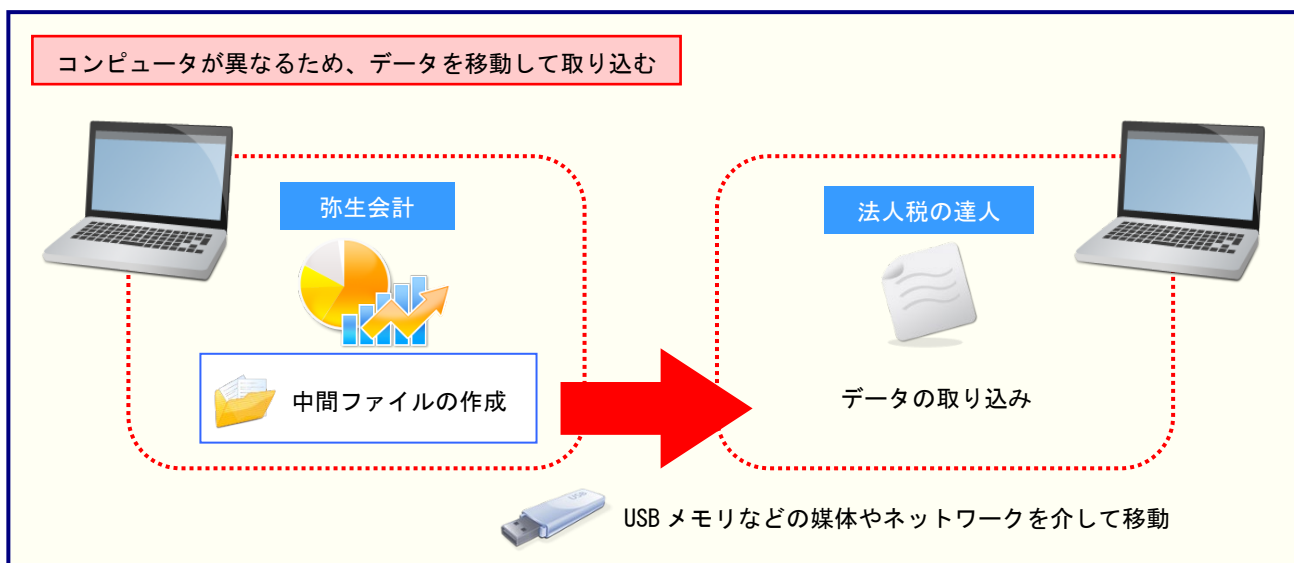 コンピュータが異なるため、データを移動して取り込む
弥生会計
法人税の達人
中間ファイルの作成
データの取り込み
USB
USB メモリなどの媒体やネットワークを介して移動